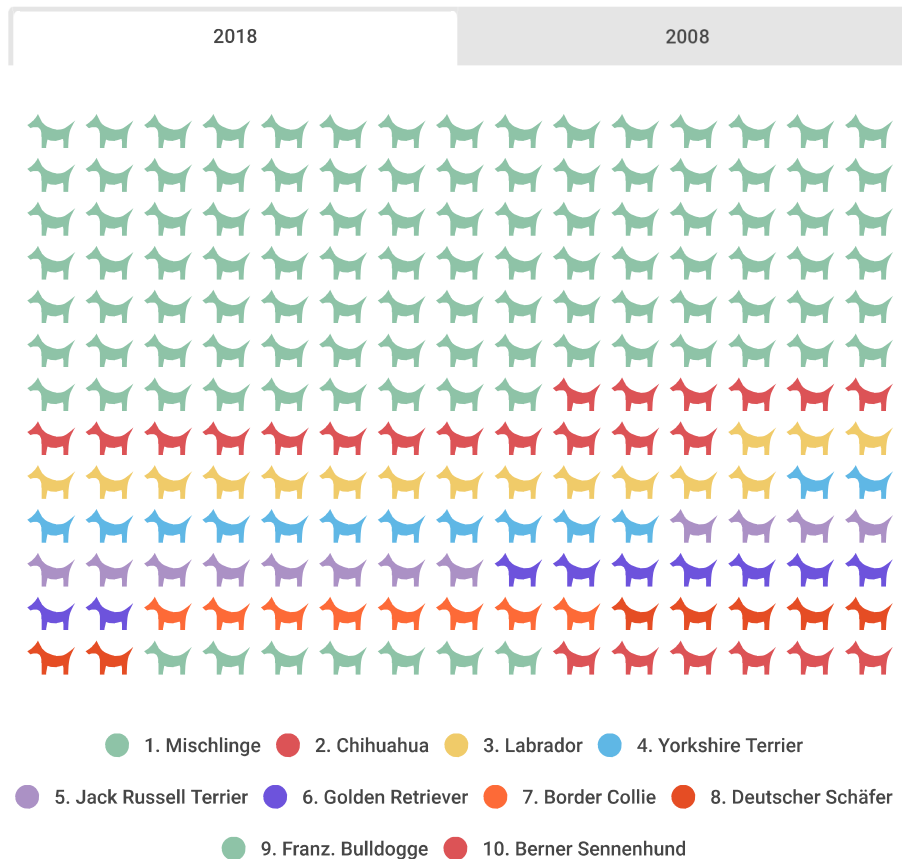 2018 2008
1. Mischlinge 2. Chihuahua 3. Labrador 4. Yorkshire Terrier
5. Jack Russell Terrier 6. Golden Retriever 7. Border Collie 8. Deutscher Schäfer
9. Franz. Bulldogge 10. Berner Sennenhund